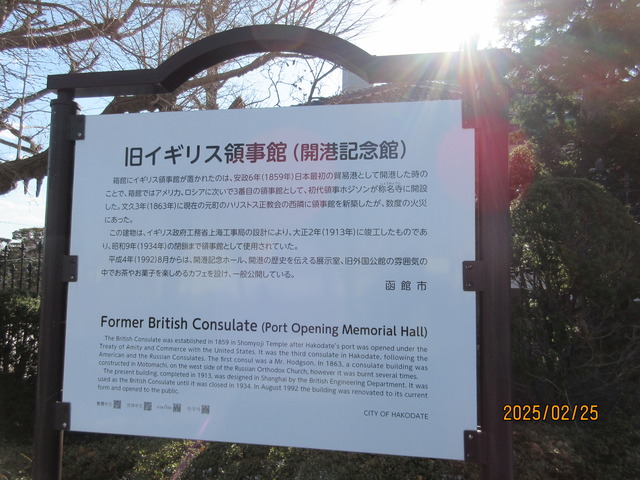 旧イギリス領事館（開港記念館）
箱館にイギリス領事館が置かれたのは、安政6年(1859年)日本最初の貿易港として開港した時の
ことで、箱館ではアメリカ、ロシアに次いで3番目の領事館として、初代領事ホジソンが称名寺に開設
した。文久3年(1863年)に現在の元町のハリストス正教会の西隣に領事館を新築したが、数度の火災
にあった。
この建物は、イギリス政府工務省上海工事局の設計により、大正2年(1913年)に竣工したものであ
り、昭和9年(1934年)の閉鎖まで領事館として使用されていた。
平成4年(1992)8月からは、開港記念ホール、開港の歴史を伝える展示室、旧外国公館の雰囲気の
中でお茶やお菓子を楽しめるカフェを設け、一般公開している。
函館市
Former British Consulate (Port Opening Memorial Hall)
The British Consulate was established in 1859 in Shomyoji Temple after Hakodate's port was opened under the
Treaty of Amity and Commerce with the United States. It was the third consulate in Hakodate, following the
American and the Russian Consulates. The first consul was a Mr. Hodgson. In 1863, a consulate building was
constructed in Motomachi, on the west side of the Russian Orthodox Church, however it was burnt several times.
The present building, completed in 1913, was designed in Shanghai by the British Engineering Department. It was
used as the British Consulate until it was closed in 1934. In August 1992 the building was renovated to its current
form and opened to the public.
CITY OF HAKODATE
2025/02/25